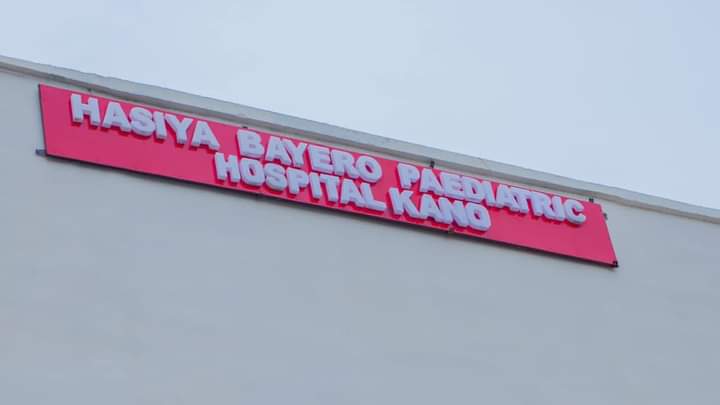 HASIYA BAYERO PAEDIATRIC
HOSPITAL KANO